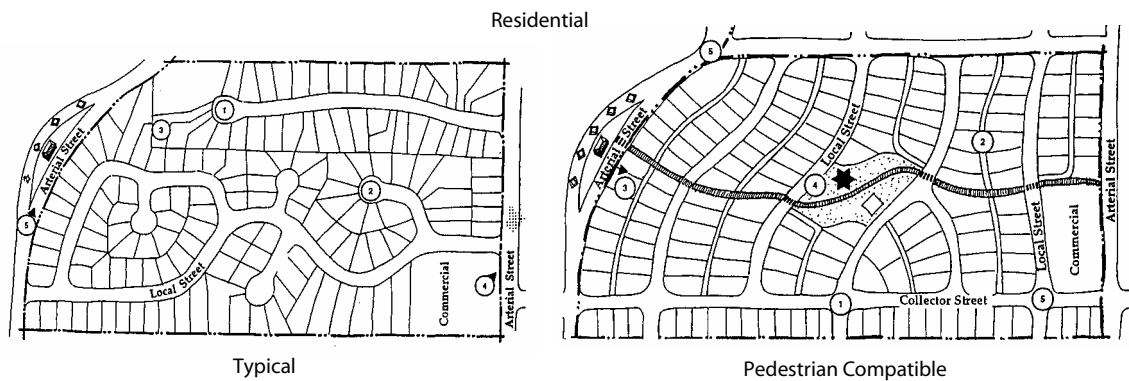 Residential
Arterial Street
1
3
2
5
Local Street
4
Commercial
Arterial Street
Typical
5
Arterial Street
3
Local Street
4
2
Local Street
Commercial
Arterial Street
1
Collector Street
5
Pedestrian Compatible